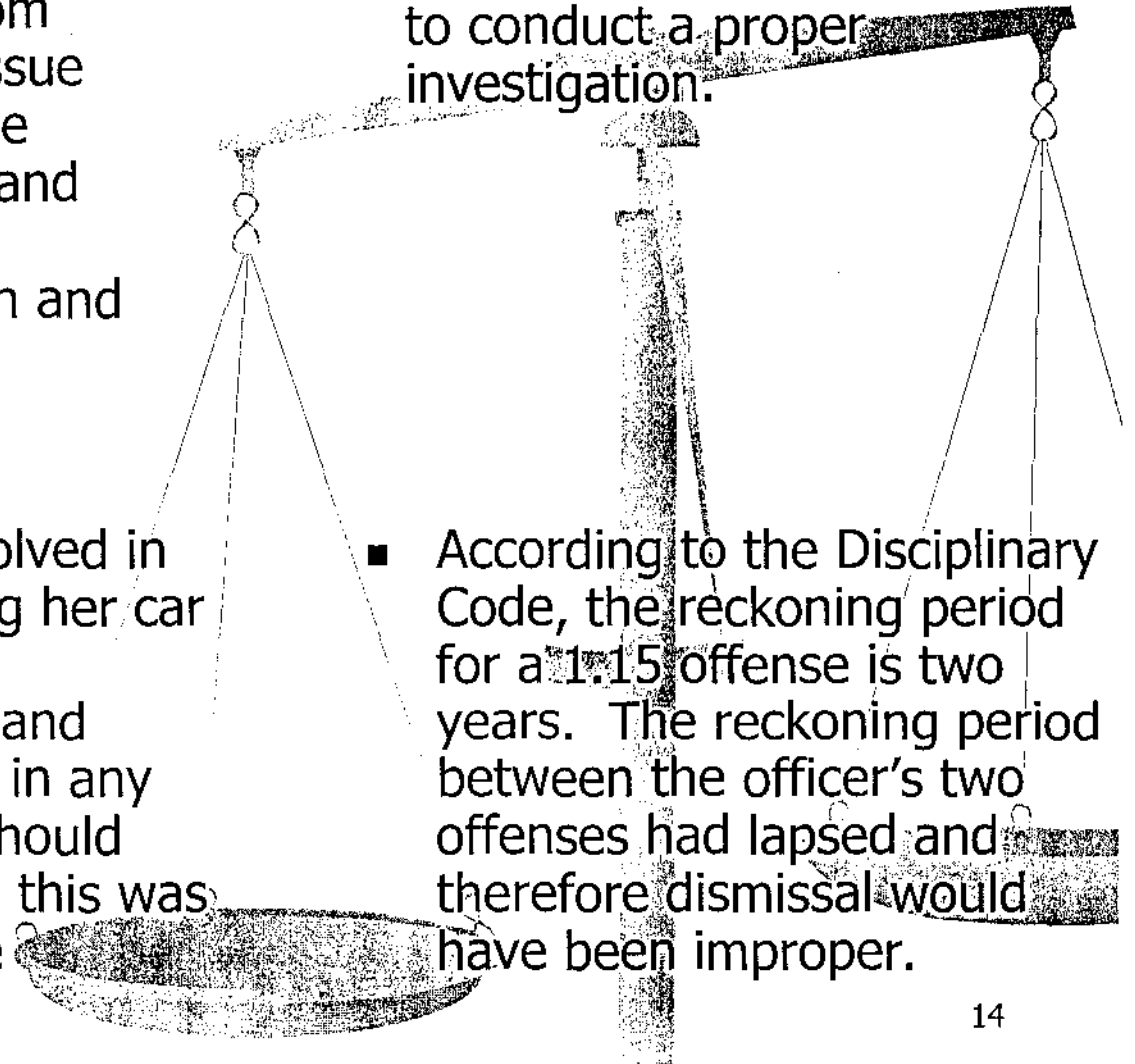 om
ssue
e
and
n and
olved in
g her car
and
in any
hould
this was
e
to conduct a proper
investigation.
■ According to the Disciplinary
Code, the reckoning period
for a 1.15 offense is two
years. The reckoning period
between the officer's two
offenses had lapsed and
therefore dismissal would
have been improper.
14